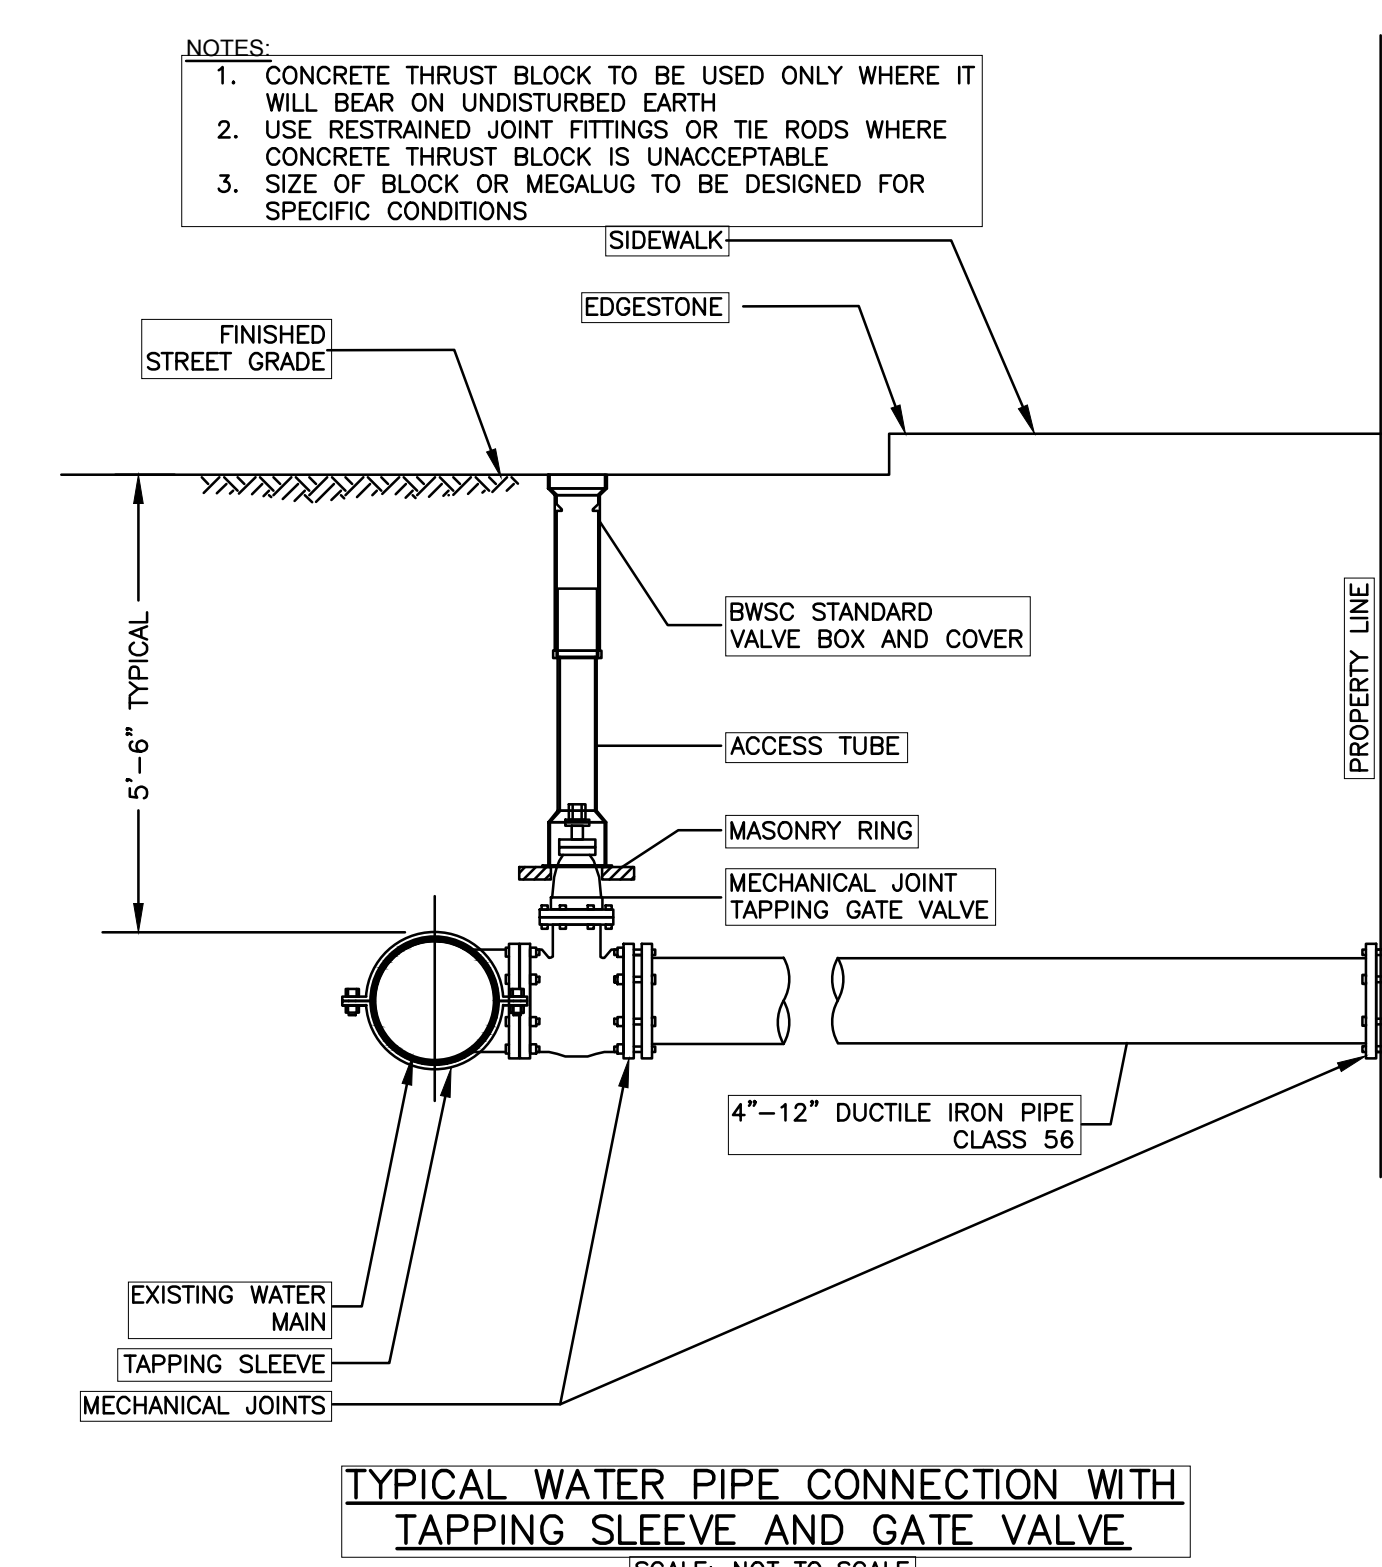 NOTES:
1. CONCRETE THRUST BLOCK TO BE USED ONLY WHERE IT
WILL BEAR ON UNDISTURBED EARTH
2. USE RESTRAINED JOINT FITTINGS OR TIE RODS WHERE
CONCRETE THRUST BLOCK IS UNACCEPTABLE
3. SIZE OF BLOCK OR MEGALUG TO BE DESIGNED FOR
SPECIFIC CONDITIONS
SIDEWALK
EDGESTONE
FINISHED
STREET GRADE
5'-6" TYPICAL
BWSC STANDARD
VALVE BOX AND COVER
PROPERTY LINE
ACCESS TUBE
MASONRY RING
MECHANICAL JOINT
TAPPING GATE VALVE
4"-12" DUCTILE IRON PIPE
CLASS 56
EXISTING WATER
MAIN
TAPPING SLEEVE
MECHANICAL JOINTS
TYPICAL WATER PIPE CONNECTION WITH
TAPPING SLEEVE AND GATE VALVE
SCALE: NOT TO SCALE